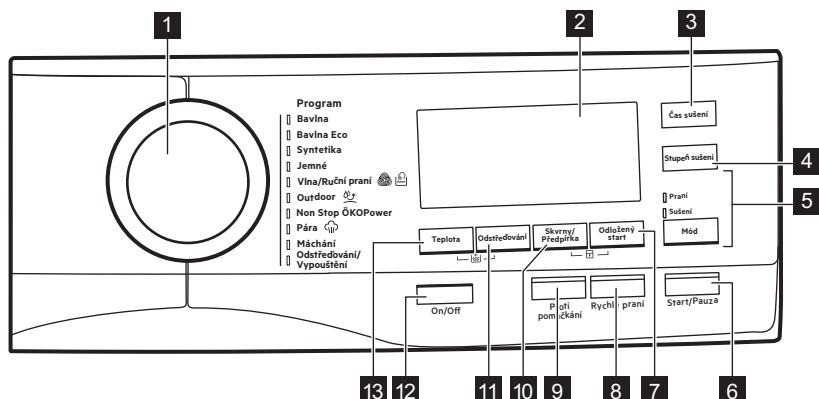 1
2
3
Program
Bavlna
Bavlna Eco
Syntetika
Jemné
Vlna/Ruční praní
Outdoor
Non Stop ÖKOPower
Pára
Máchání
Odstřeďování/
Vypouštění
Čas sušení
Stupeň sušení
4
5
Praní
Sušení
Mód
Teplota
Odstřeďování
Skvrny/
Předpírka
Odložený
start
On/Off
Proti
pomačkání
Rychlé praní
Start/Pauza
13
12
11
10
9
8
7
6